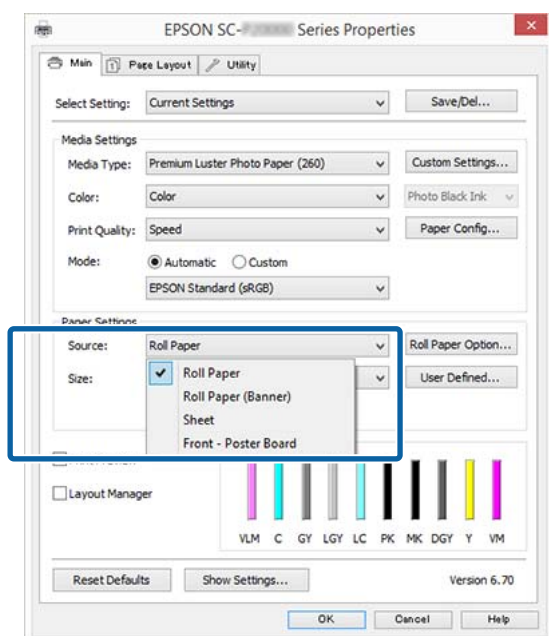 EPSON SC- Series Properties
Main Page Layout Utility
Select Setting: Current Settings Save/Del...
Media Settings
Media Type: Premium Luster Photo Paper (260) Custom Settings...
Color: Color Photo Black Ink
Print Quality: Speed Paper Config...
Mode: Automatic Custom
EPSON Standard (sRGB)
Paper Settings
Source: Roll Paper Roll Paper Option...
Size: Roll Paper User Defined...
Roll Paper (Banner)
Sheet
Front - Poster Board
Layout Manager
VLM C GY LGY LC PK MK DGY Y VM
Reset Defaults Show Settings... Version 6.70
OK Cancel Help